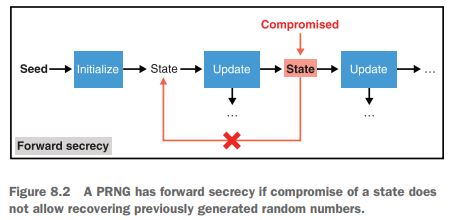 Compromised
Seed Initialize State Update State Update ...
... ...
Forward secrecy
Figure 8.2 A PRNG has forward secrecy if compromise of a state does
not allow recovering previously generated random numbers.